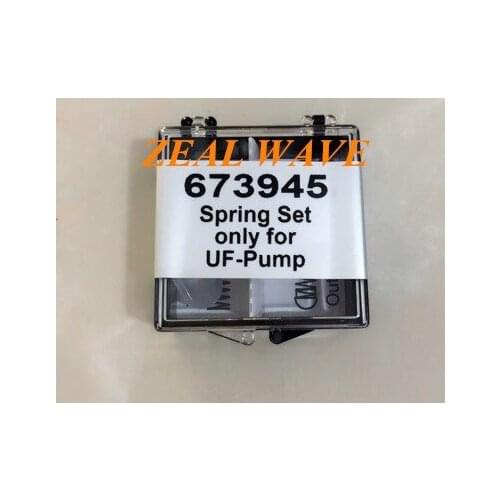 ZEAL WAVE
673945
Spring Set
only for
UF-Pump